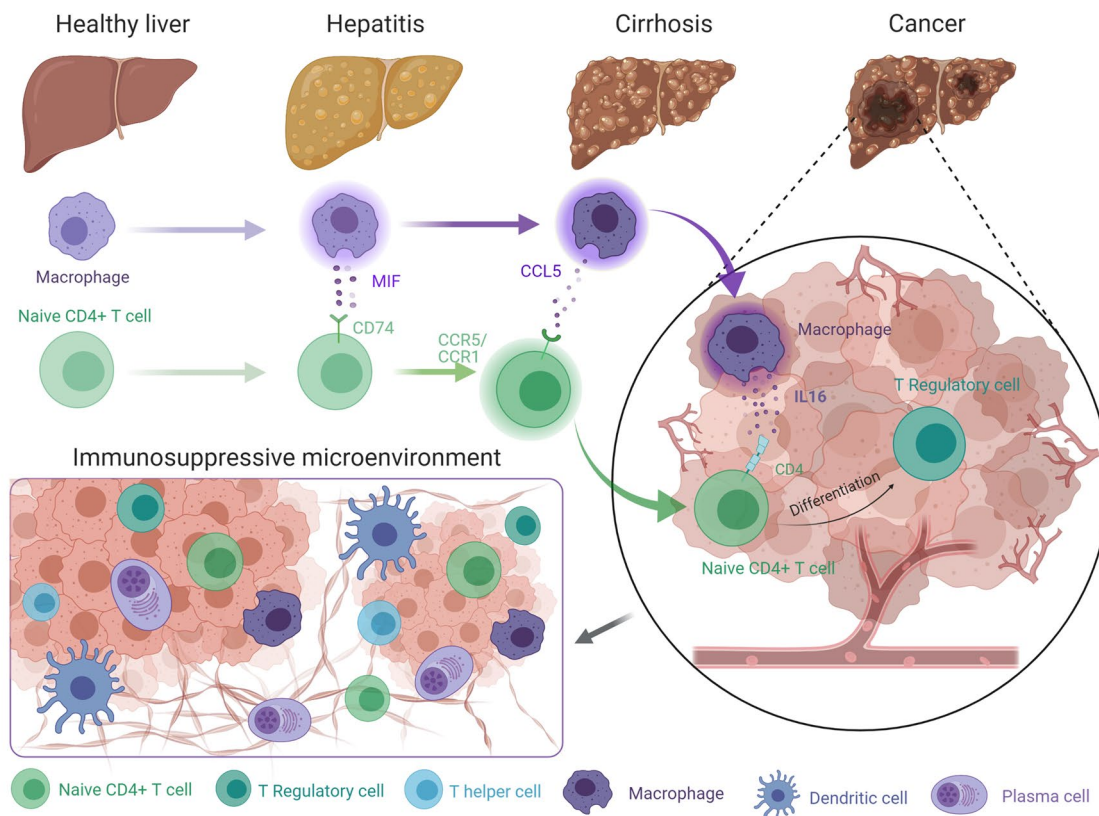 Healthy liver
Hepatitis
Cirrhosis
Cancer
Macrophage
MIF
CCL5
Naive CD4+ T cell
CD74
CCR5/
CCR1
Macrophage
T Regulatory cell
IL16
CD4
Differentiation
Naive CD4+ T cell
Immunosuppressive microenvironment
Naive CD4+ T cell
T Regulatory cell
T helper cell
Macrophage
Dendritic cell
Plasma cell